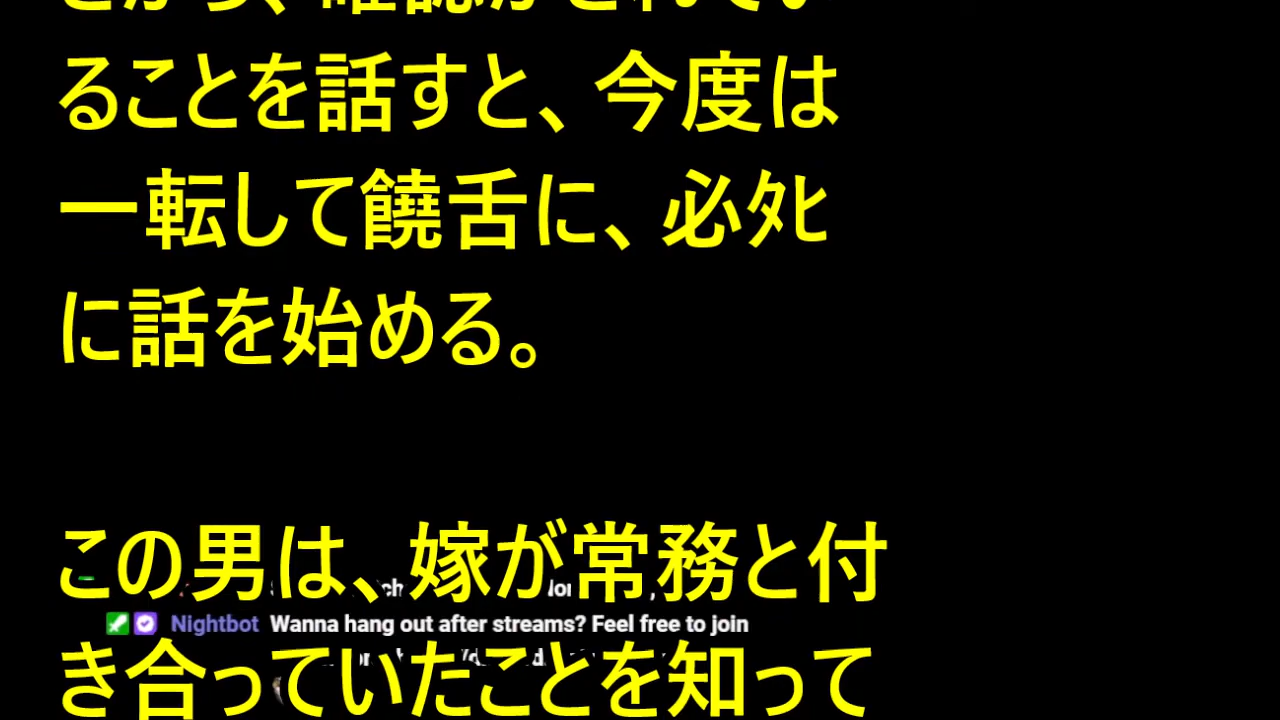 ることを話すと、今度は
一転して饒舌に、必ﾀﾋ
に話を始める。
この男は、嫁が常務と付
Nightbot Wanna hang out after streams? Feel free to join
き合っていたことを知って